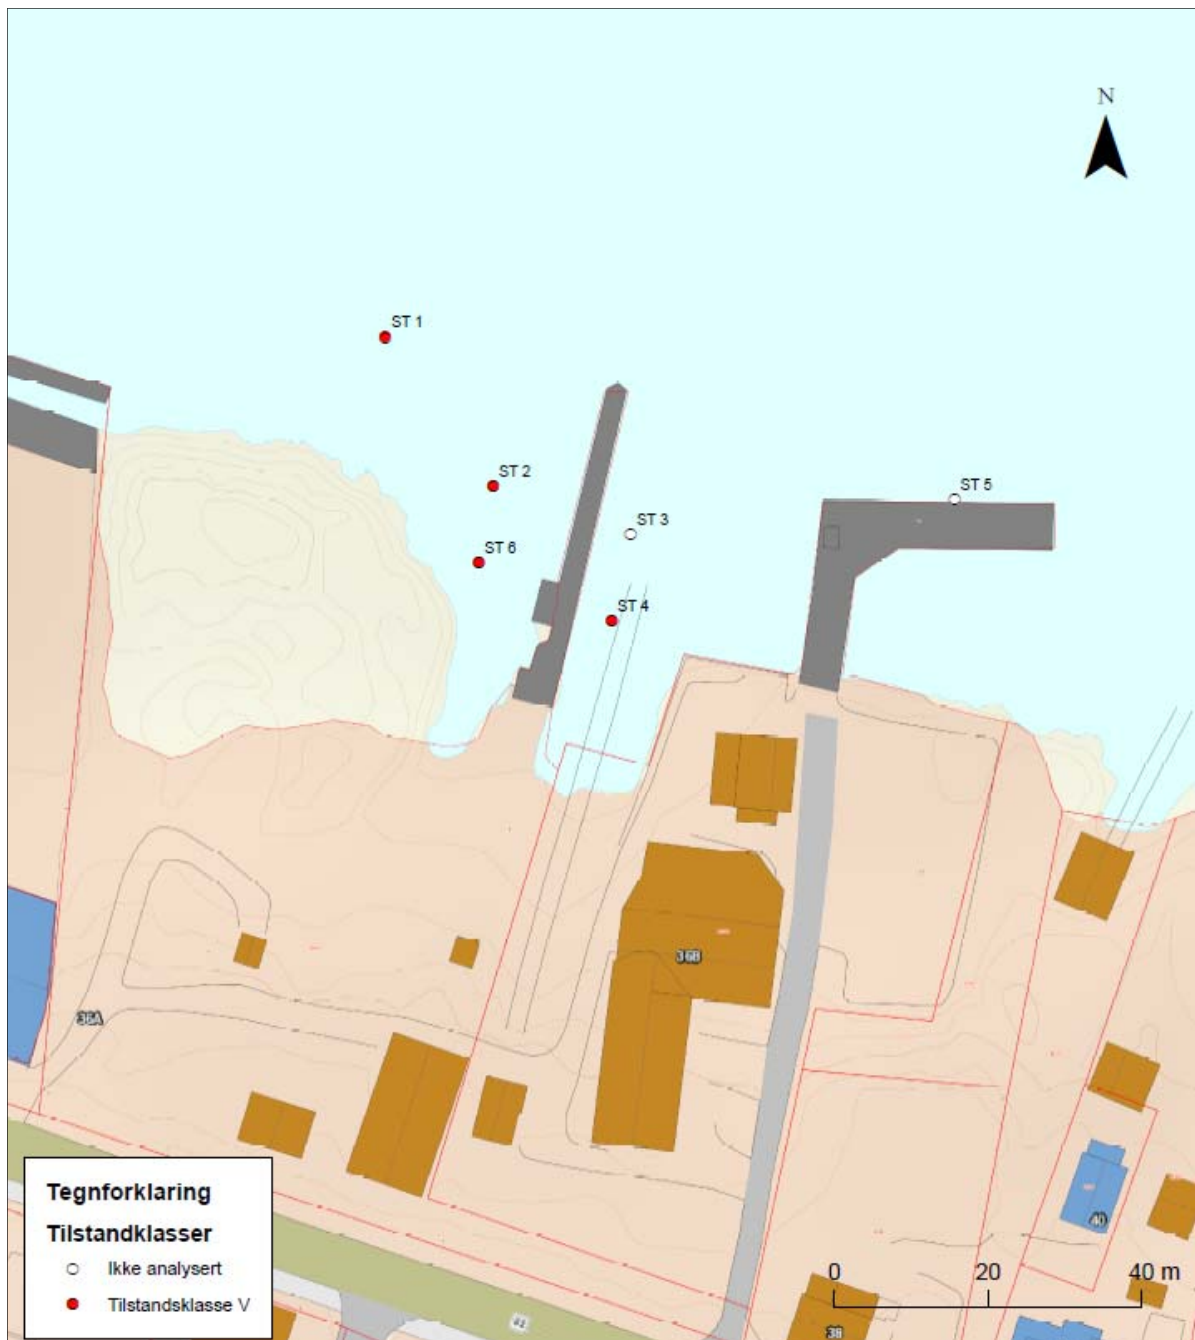 N
ST 1
ST 2
ST 5
ST 3
ST 6
ST 4
36B
36A
40
Tegnforklaring
Tilstandklasser
Ikke analysert
Tilstandsklasse V
0 20 40 m
38